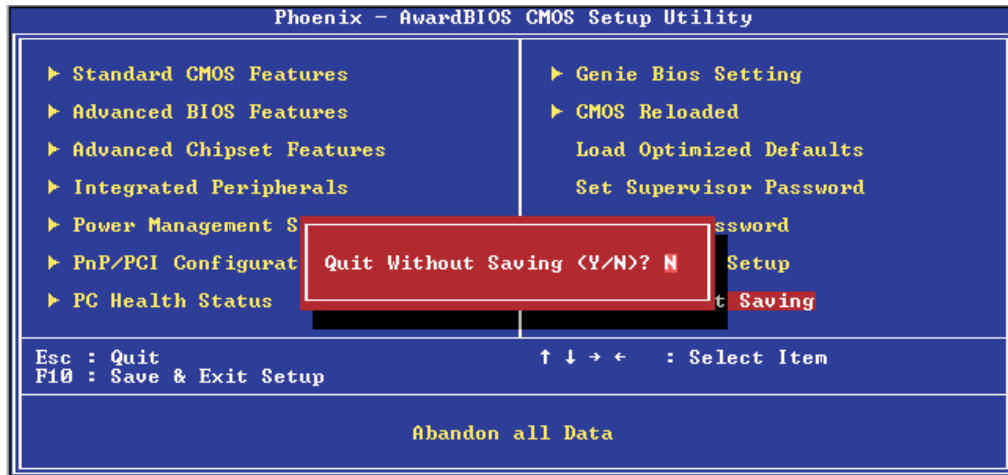 Phoenix - AwardBIOS CMOS Setup Utility
Standard CMOS Features
Advanced BIOS Features
Advanced Chipset Features
Integrated Peripherals
Power Management S
PnP/PCI Configurat
PC Health Status
Genie Bios Setting
CMOS Reloaded
Load Optimized Defaults
Set Supervisor Password
ssword
Setup
t Saving
Quit Without Saving (Y/N)? N
Esc : Quit
F10 : Save & Exit Setup
↑ ↓ → ← : Select Item
Abandon all Data